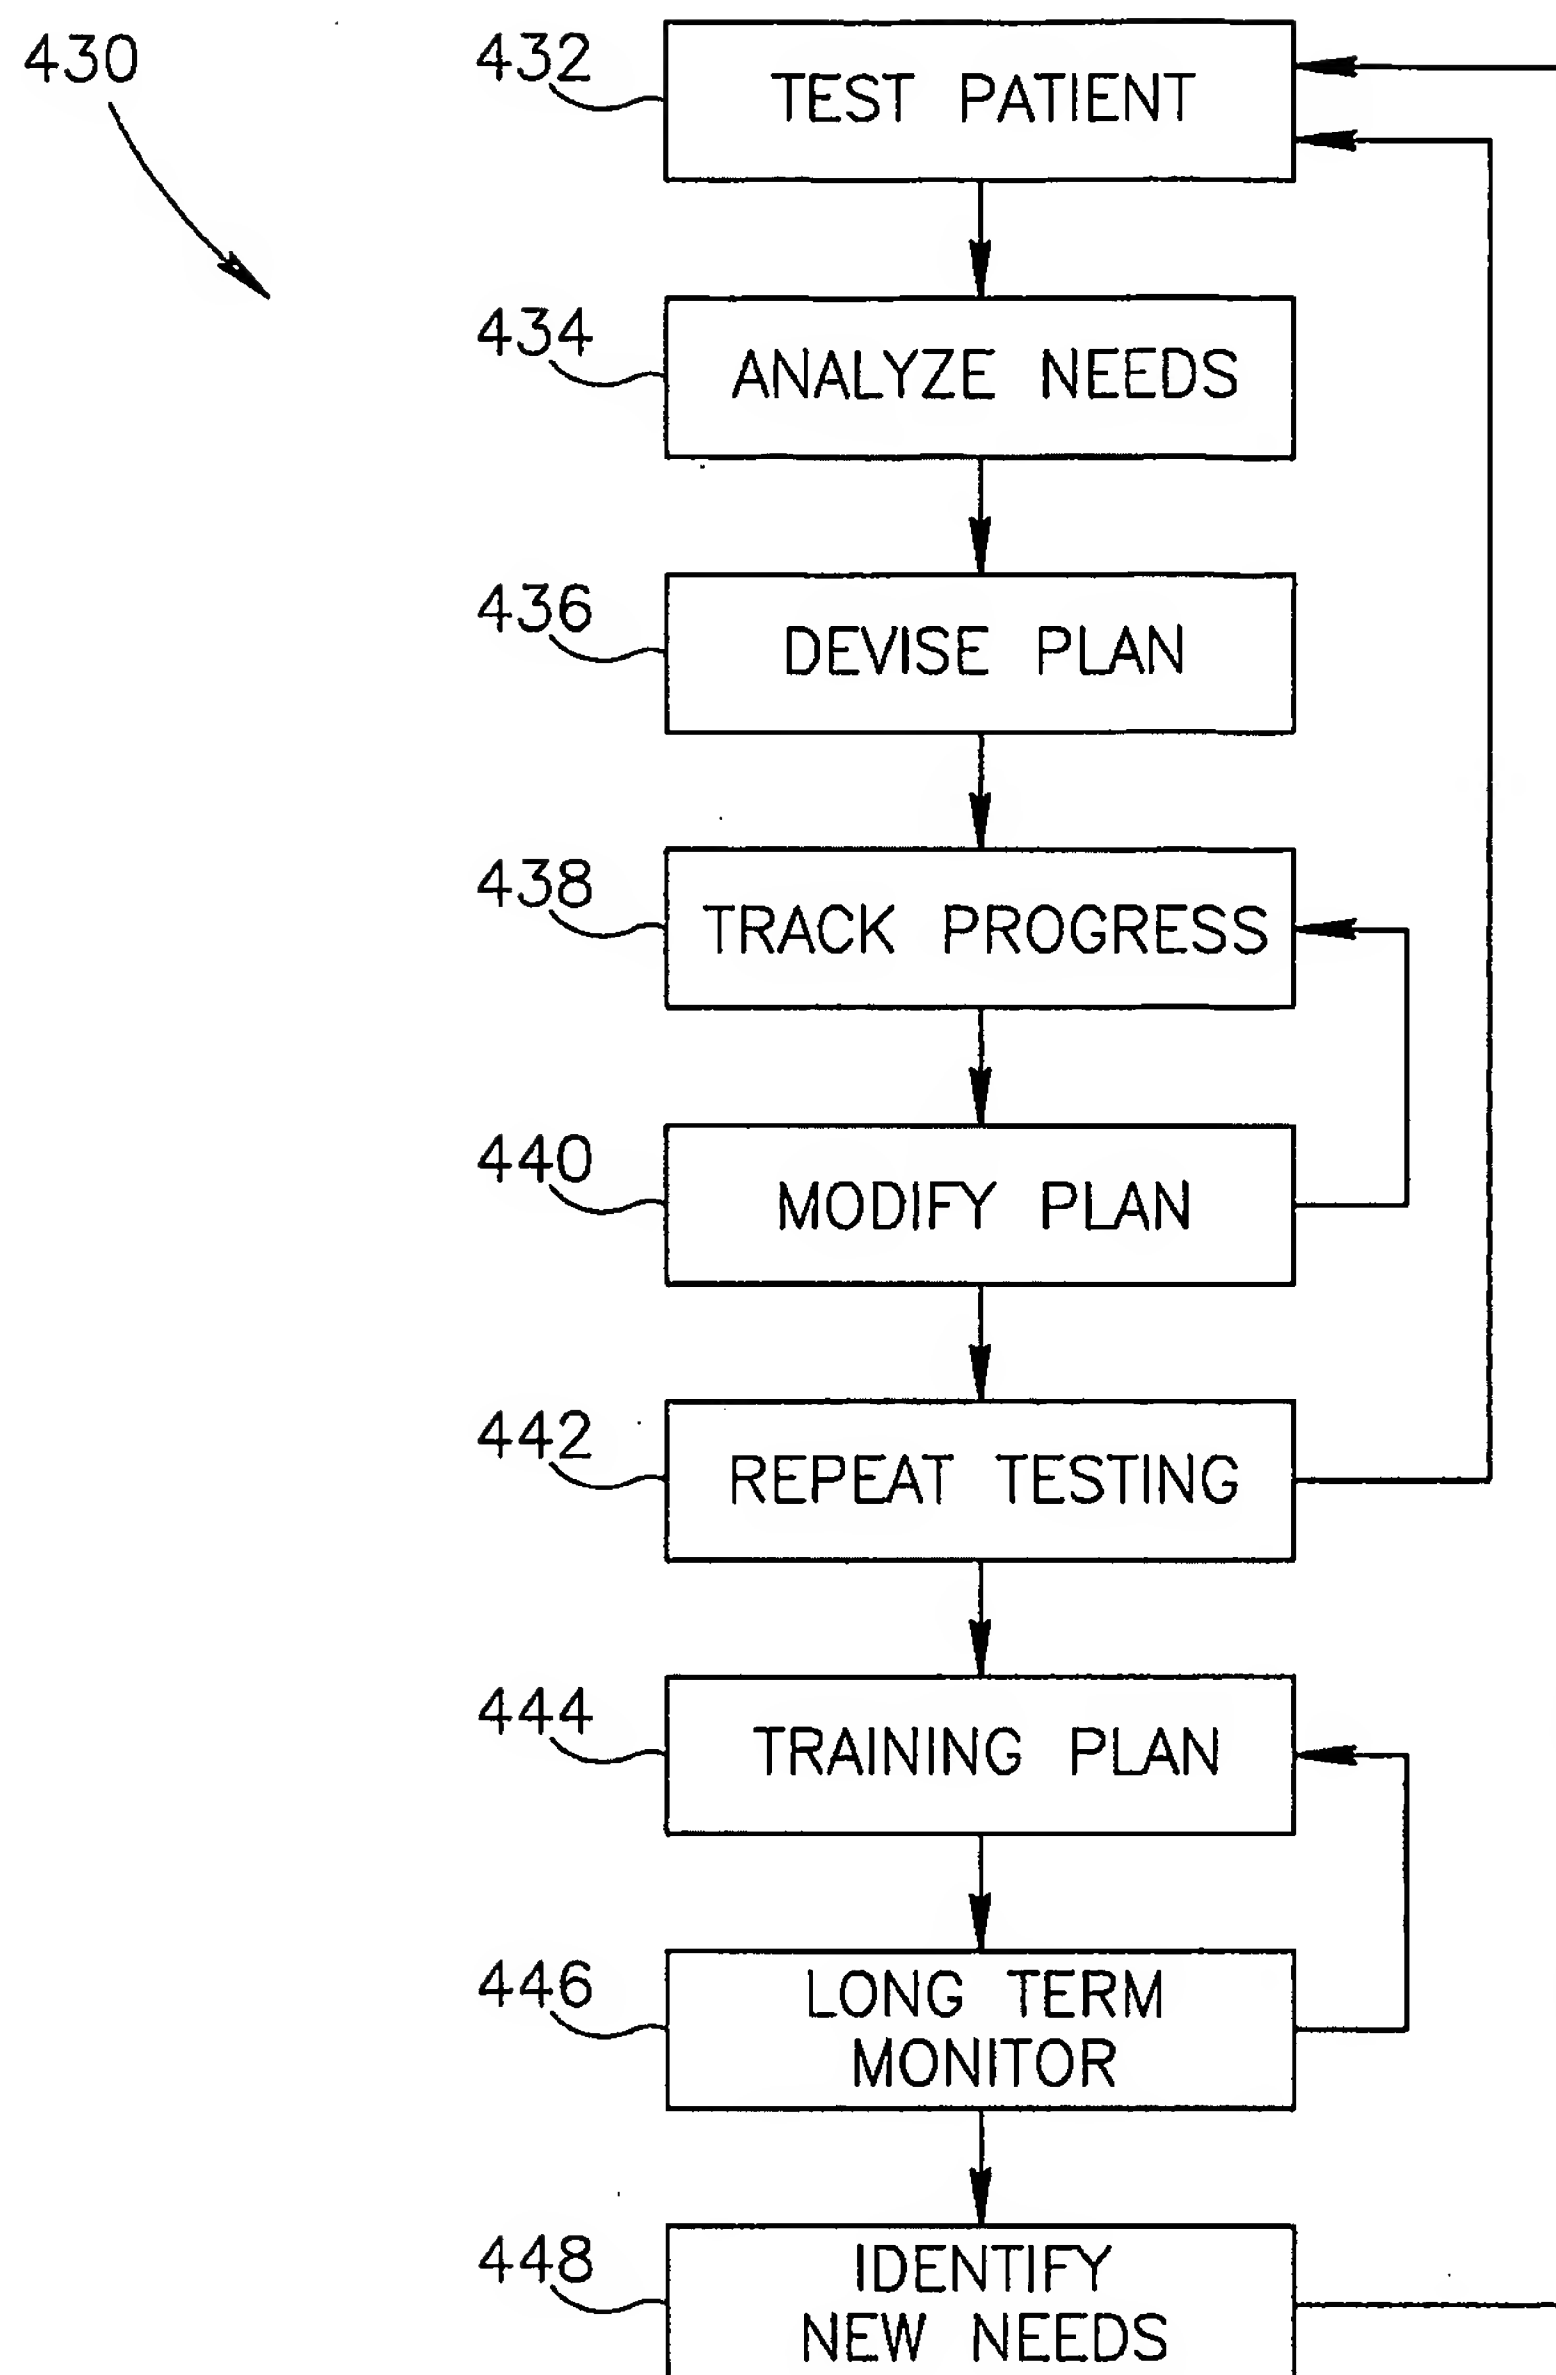 430
432
TEST PATIENT
434
ANALYZE NEEDS
436
DEVISE PLAN
438
TRACK PROGRESS
440
MODIFY PLAN
442
REPEAT TESTING
444
TRAINING PLAN
446
LONG TERM
MONITOR
448
IDENTIFY
NEW NEEDS